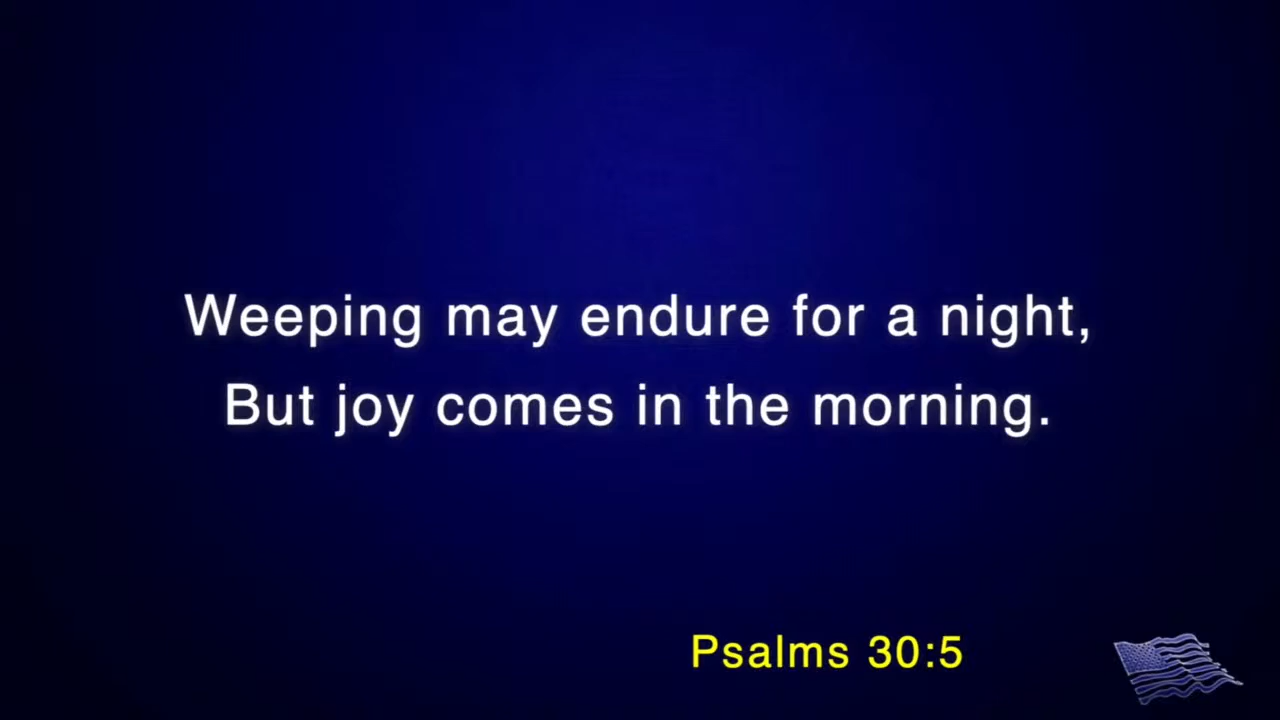 Weeping may endure for a night,
But joy comes in the morning.
Psalms 30:5